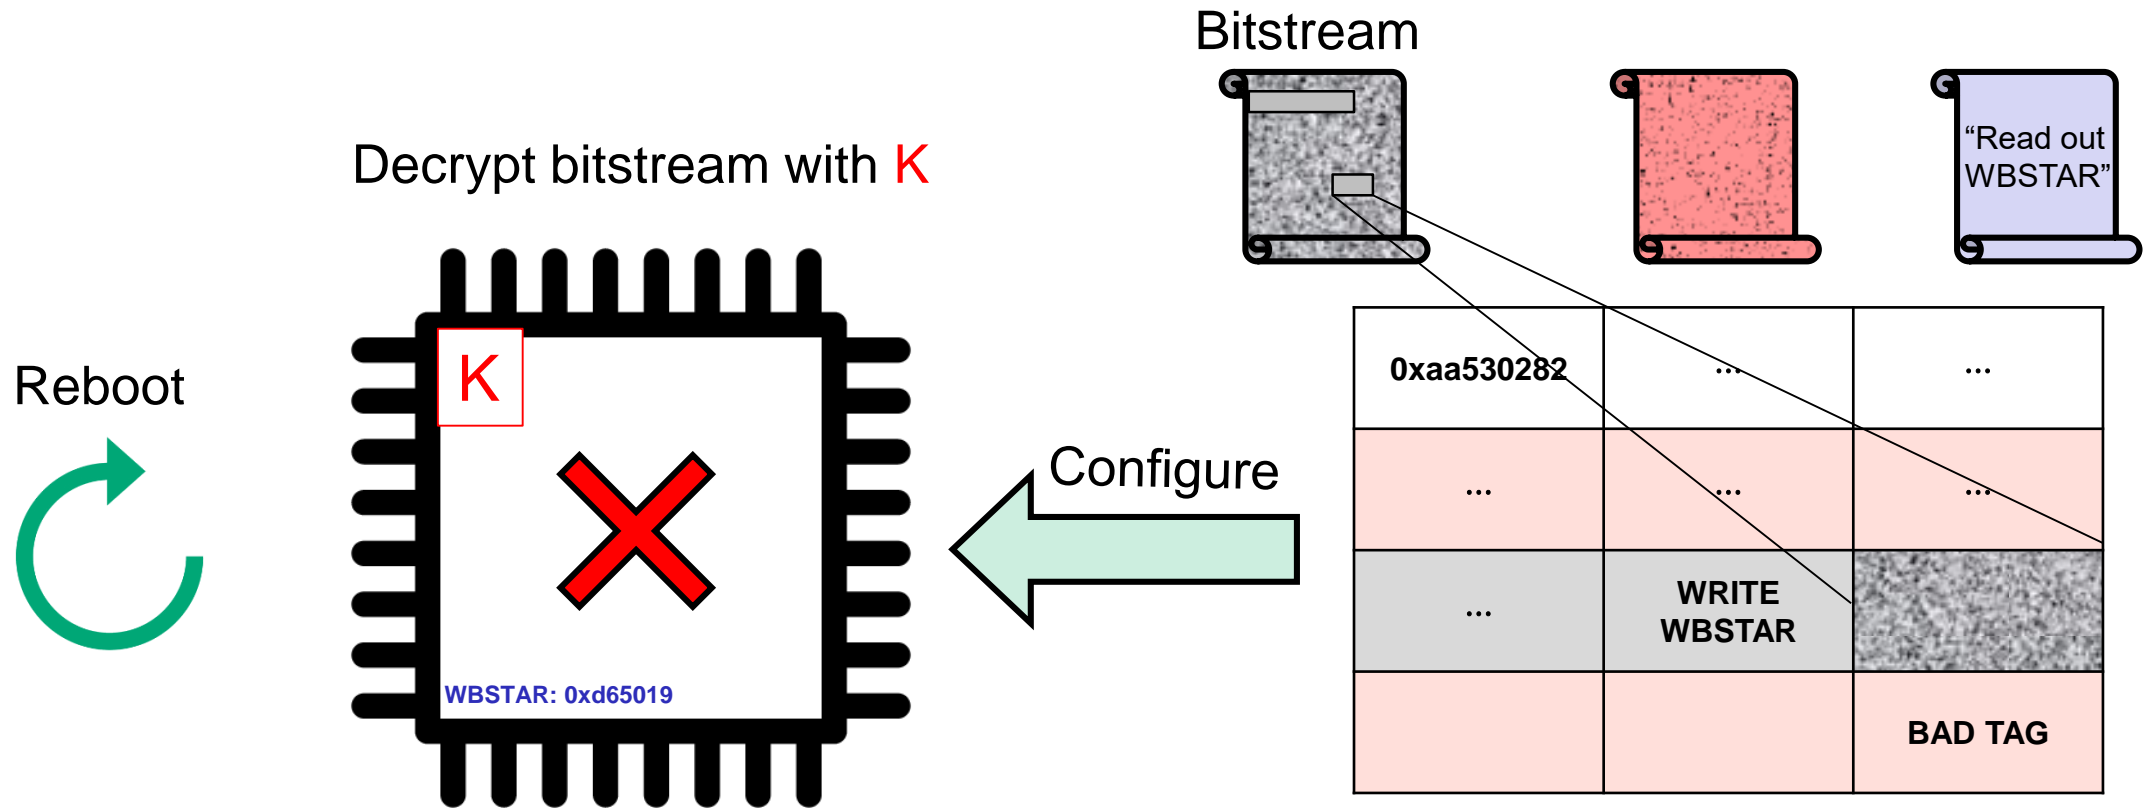 Bitstream
“Read out
WBSTAR”
Decrypt bitstream with K
Reboot
K
WBSTAR: 0xd65019
Configure
0xaa530282 ... ...
... ... ...
... WRITE
WBSTAR
BAD TAG